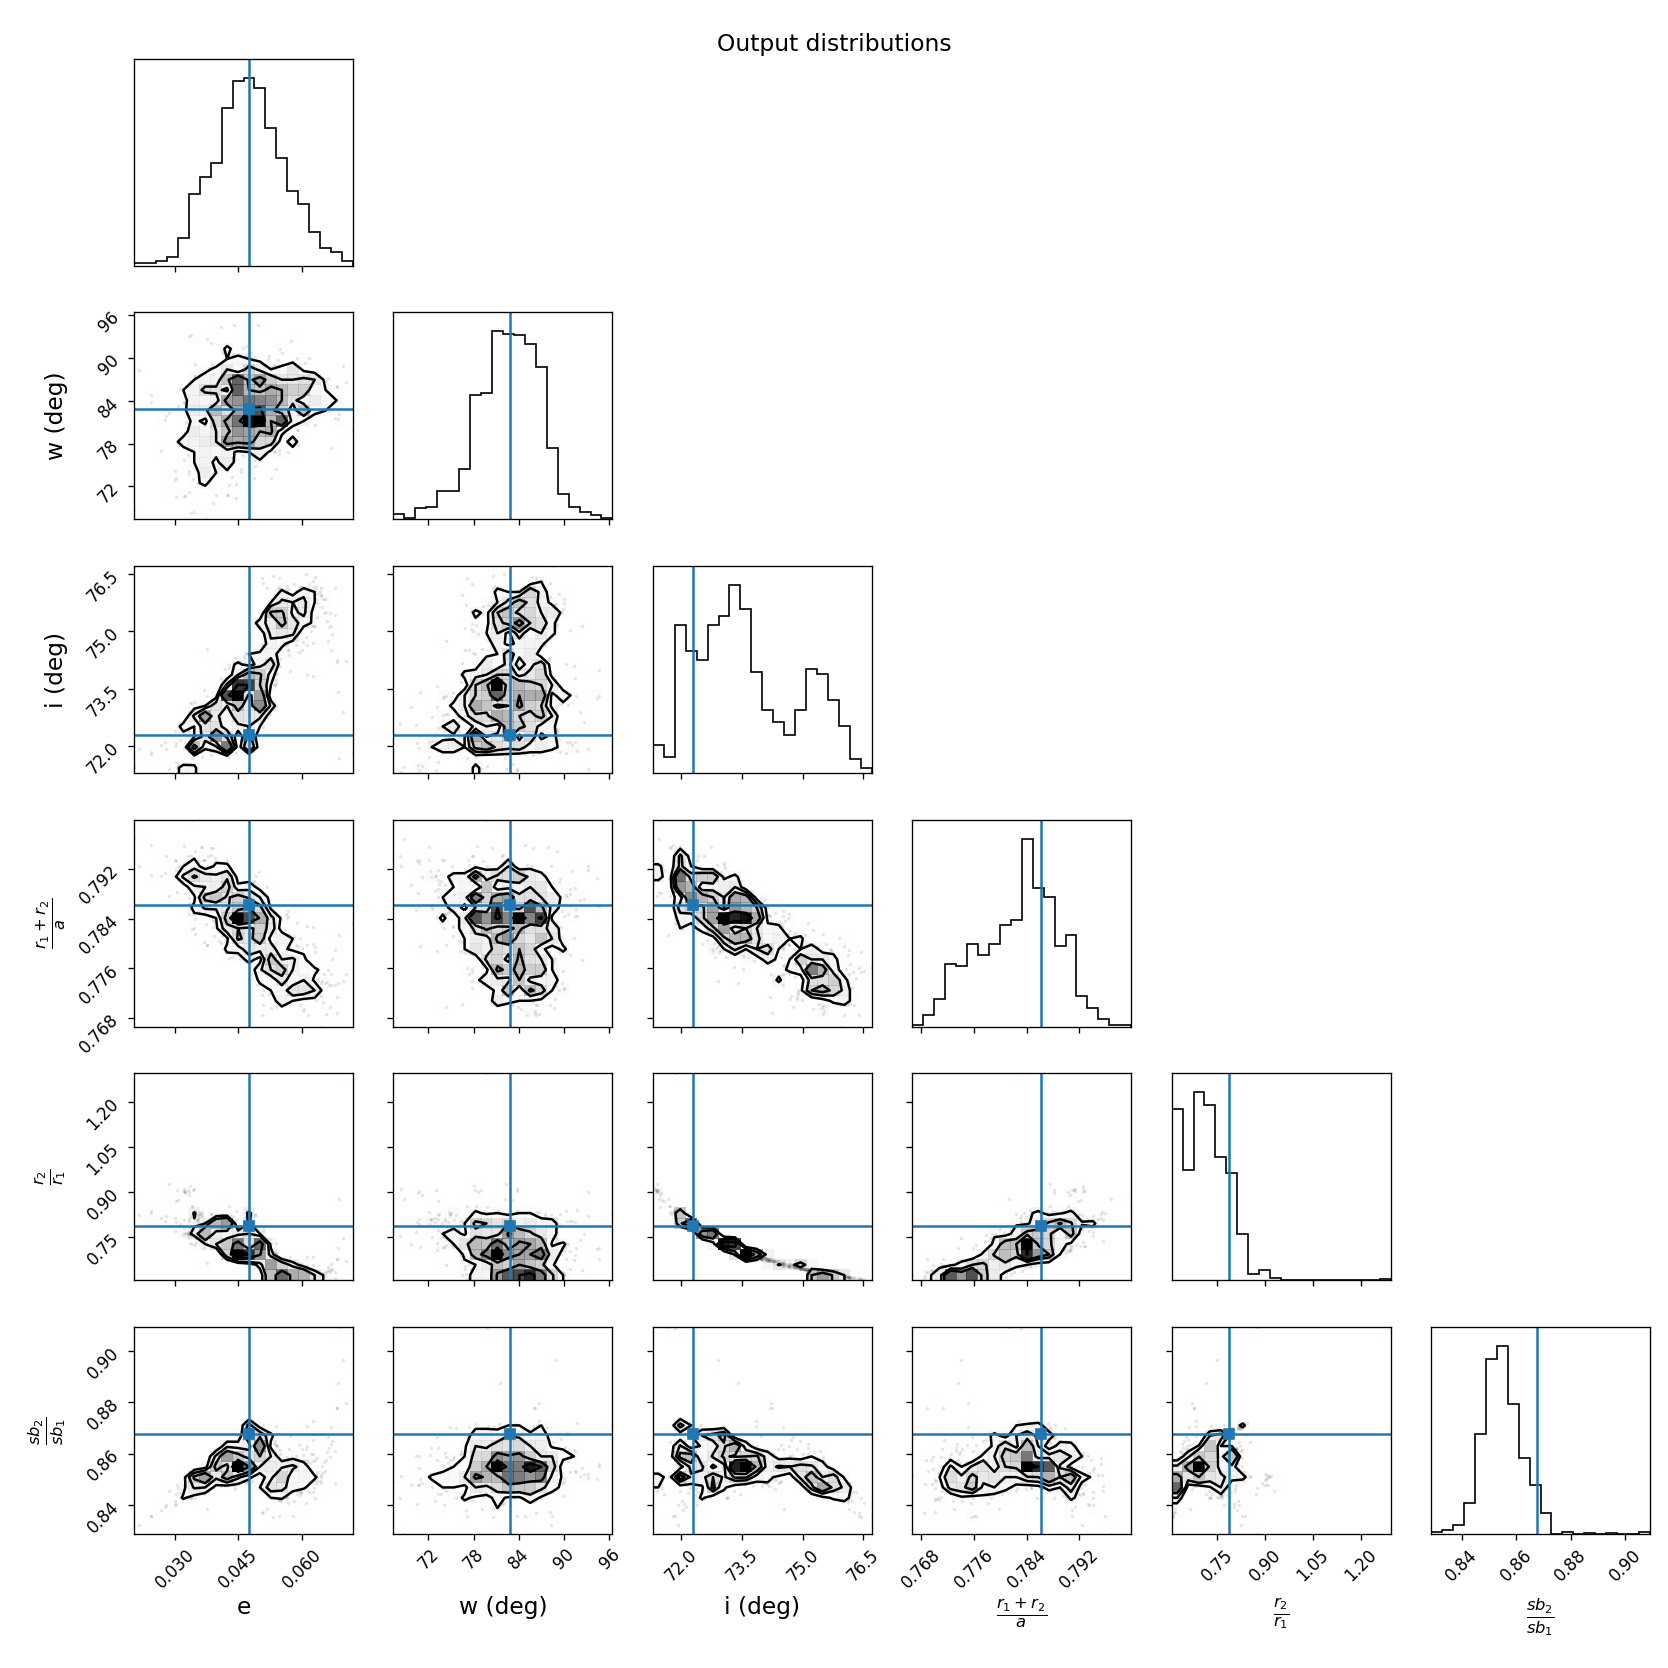 Output distributions
96
90
84
78
72
w (deg)
76.5
75.0
73.5
72.0
i (deg)
0.792
0.784
0.776
0.768
r₁ + r₂
a
1.20
1.05
0.90
0.75
r₂
r₁
0.90
0.88
0.86
0.84
sb₂
sb₁
0.030 0.045 0.060 72 78 84 90 96 72.0 73.5 75.0 76.5 0.768 0.776 0.784 0.792 0.75 0.90 1.05 1.20 0.84 0.86 0.88 0.90
e w (deg) i (deg) r₁ + r₂ r₂ sb₂
a r₁ sb₁